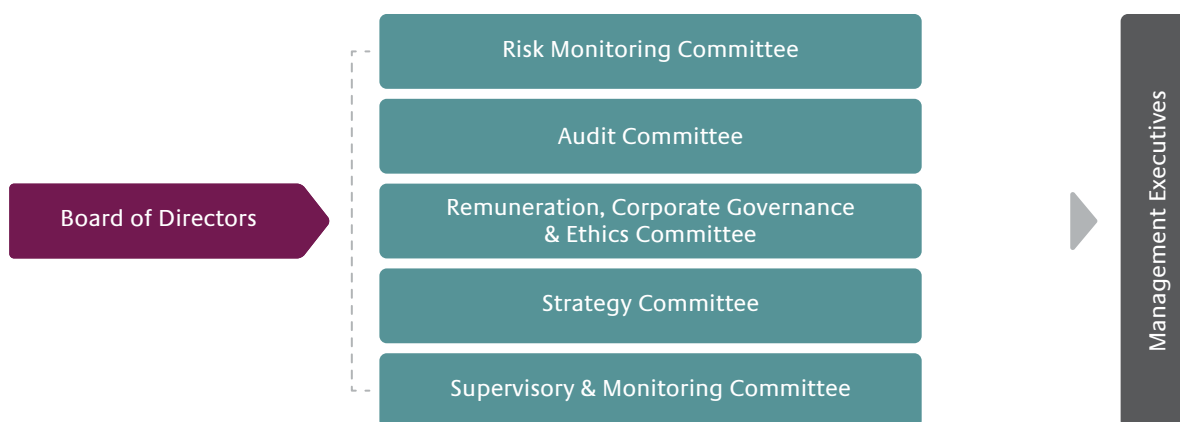 Risk Monitoring Committee
Audit Committee
Board of Directors
Remuneration, Corporate Governance
& Ethics Committee
Strategy Committee
Supervisory & Monitoring Committee
Management Executives